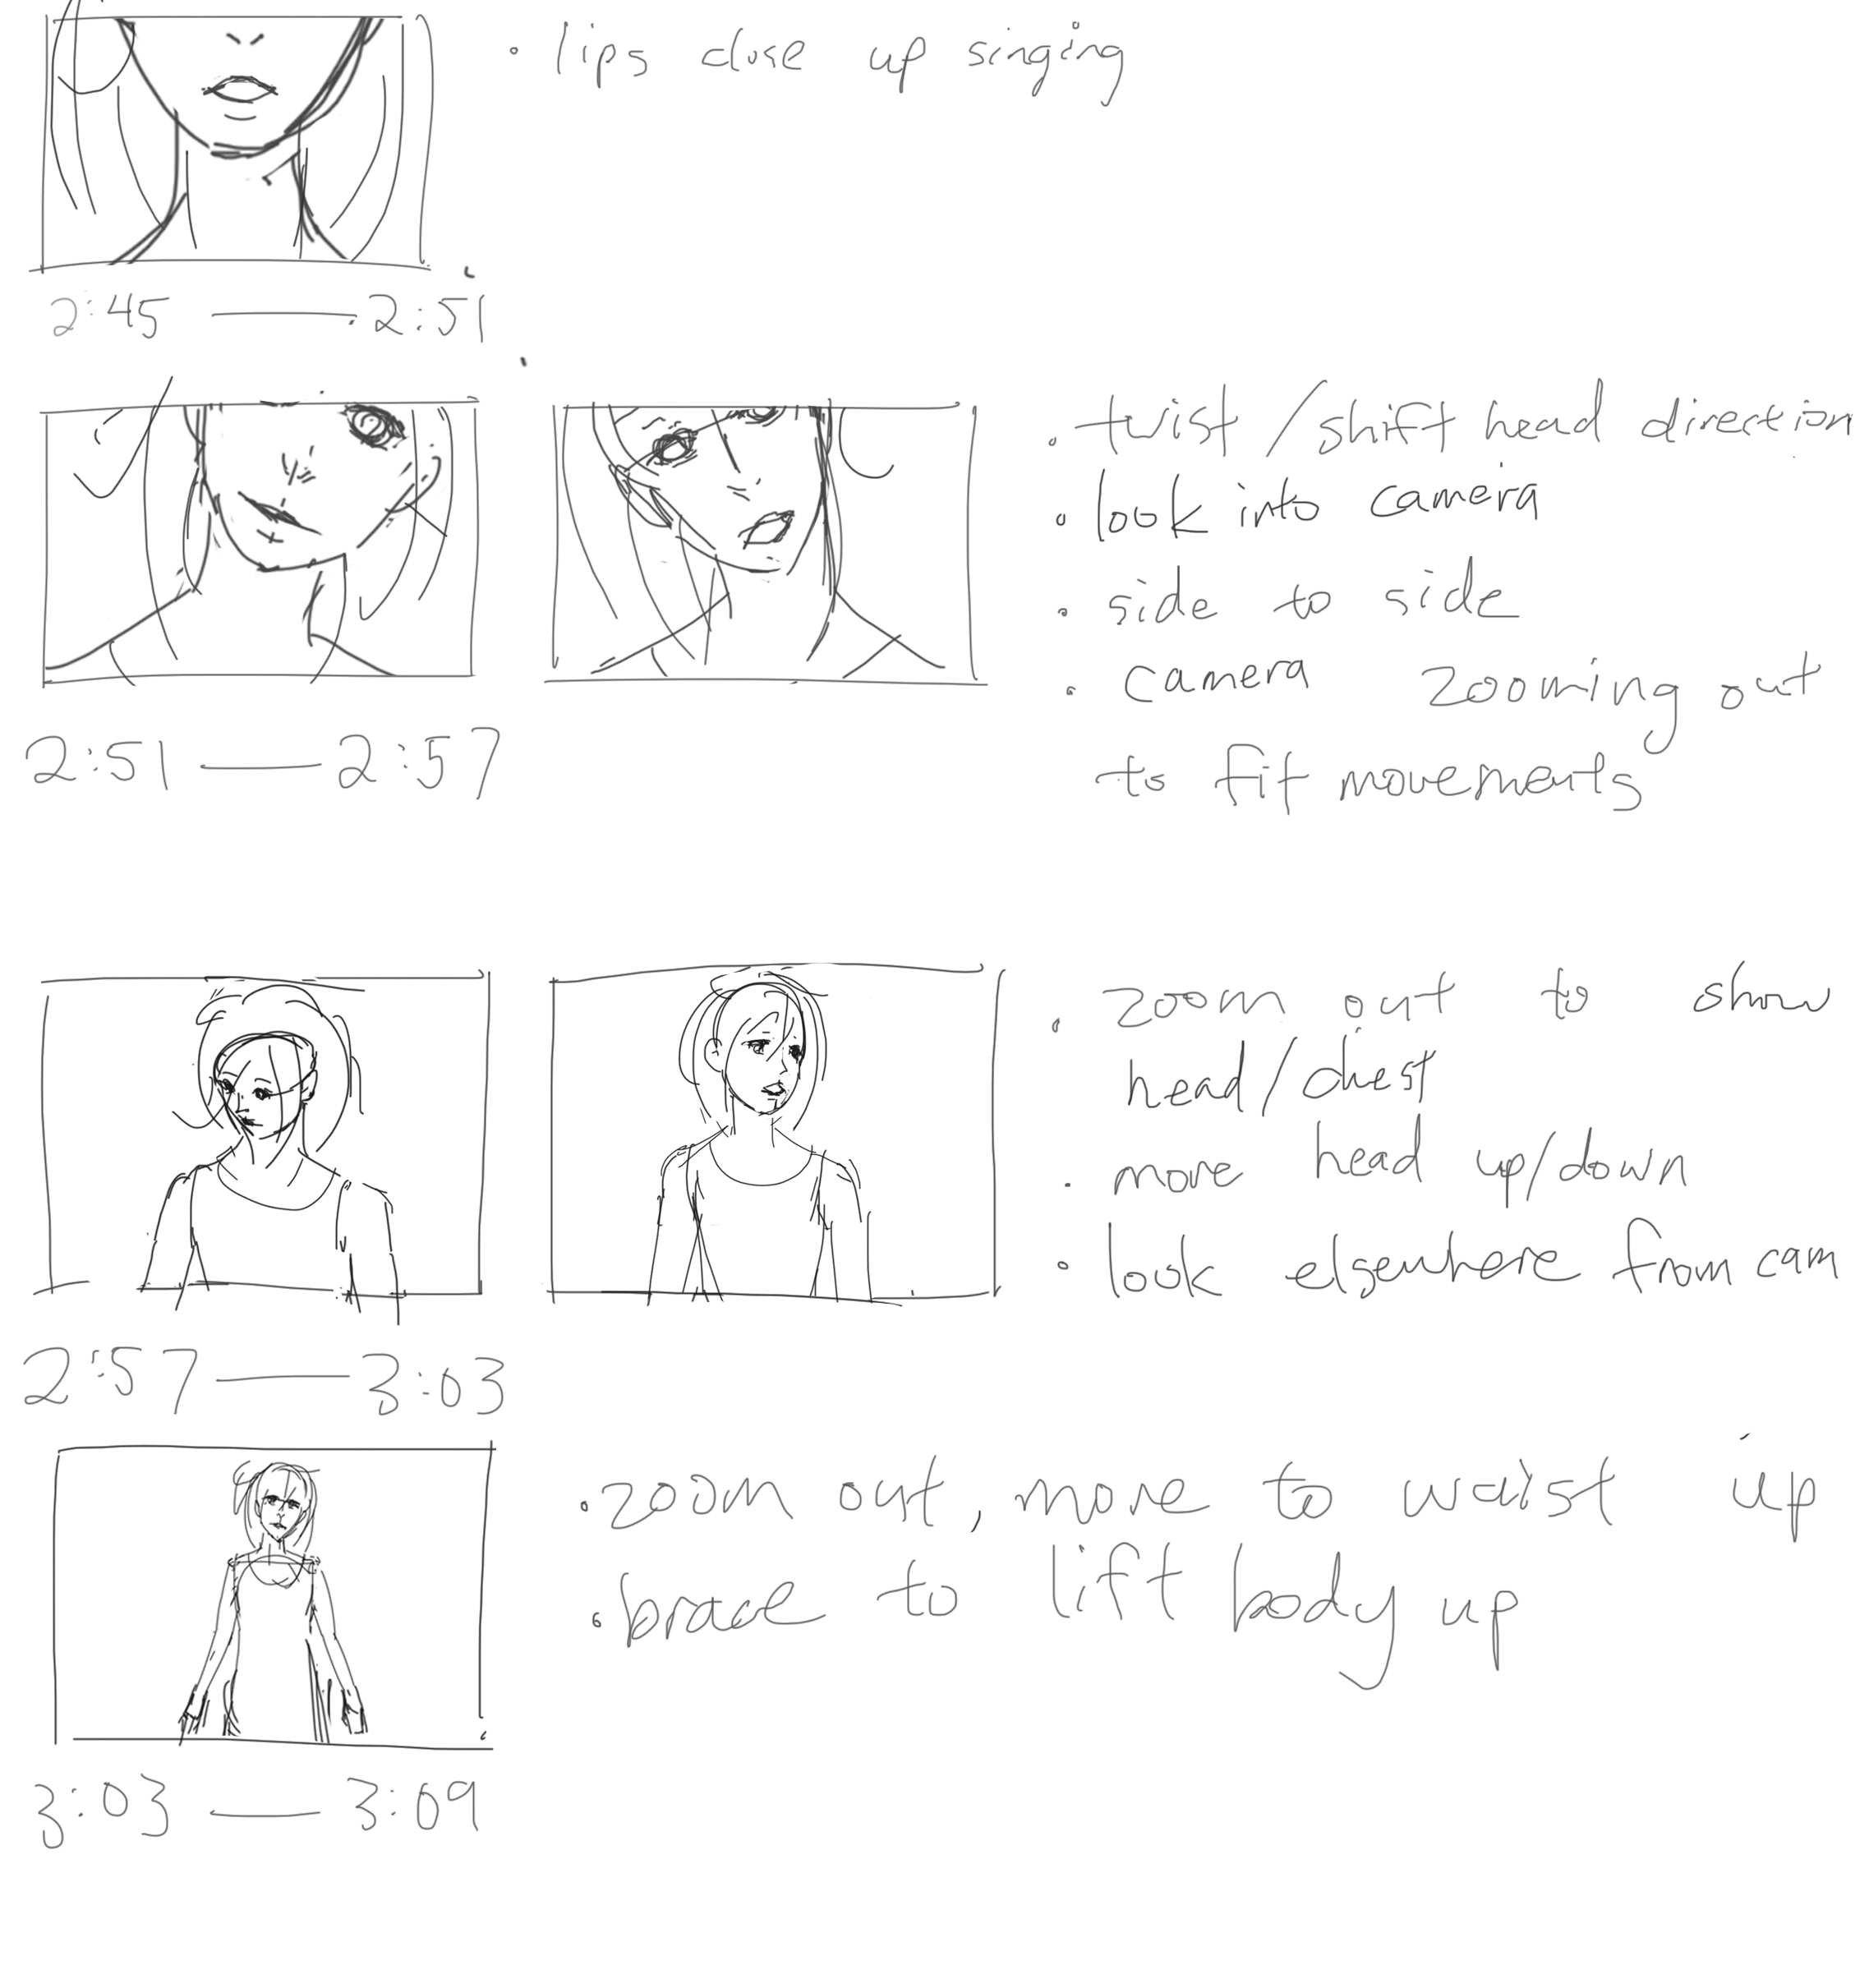 • lips close up singing
2:45 — 2:51
• twist/shift head direction
• look into camera
• side to side
• camera zooming out
to fit movements
2:51 — 2:57
• zoom out to show
head/chest
• move head up/down
• look elsewhere from cam
2:57 — 3:03
• zoom out, move to waist up
• brace to lift body up
3:03 — 3:09